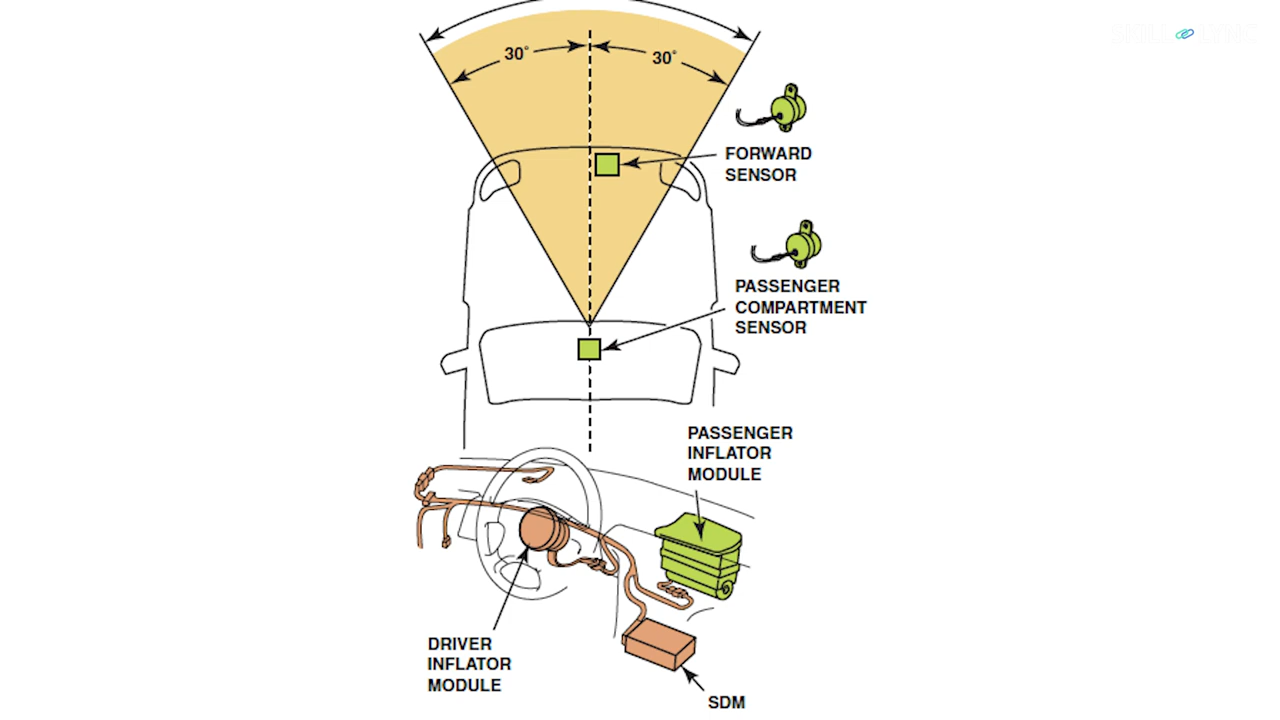 30°
30°
FORWARD
SENSOR
PASSENGER
COMPARTMENT
SENSOR
PASSENGER
INFLATOR
MODULE
DRIVER
INFLATOR
MODULE
SDM